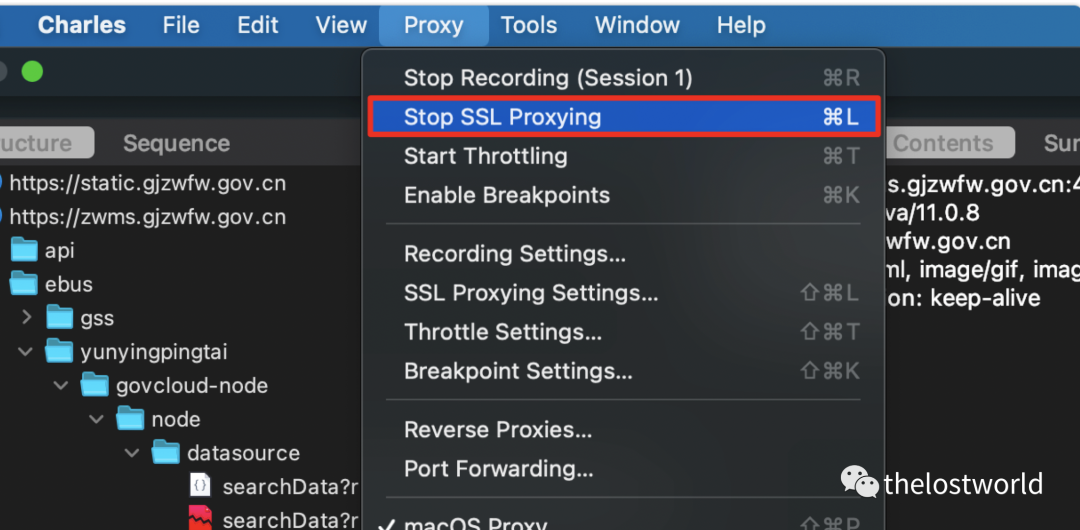 Charles File Edit View Proxy Tools Window Help
Stop Recording (Session 1) ⌘R
Stop SSL Proxying ⌘L
Start Throttling ⌘T
Enable Breakpoints ⌘K
Recording Settings...
SSL Proxying Settings... ⇧⌘L
Throttle Settings... ⇧⌘T
Breakpoint Settings... ⇧⌘K
Reverse Proxies...
Port Forwarding...
✓ macOS Proxy ⇧⌘P
ucture Sequence
https://static.gjzwfw.gov.cn
https://zwms.gjzwfw.gov.cn
api
ebus
gss
yunyingpingtai
govcloud-node
node
datasource
searchData?r
searchData?r
Contents Sur
s.gjzwfw.gov.cn:4
va/11.0.8
wfw.gov.cn
ml, image/gif, imag
on: keep-alive
thelostworld